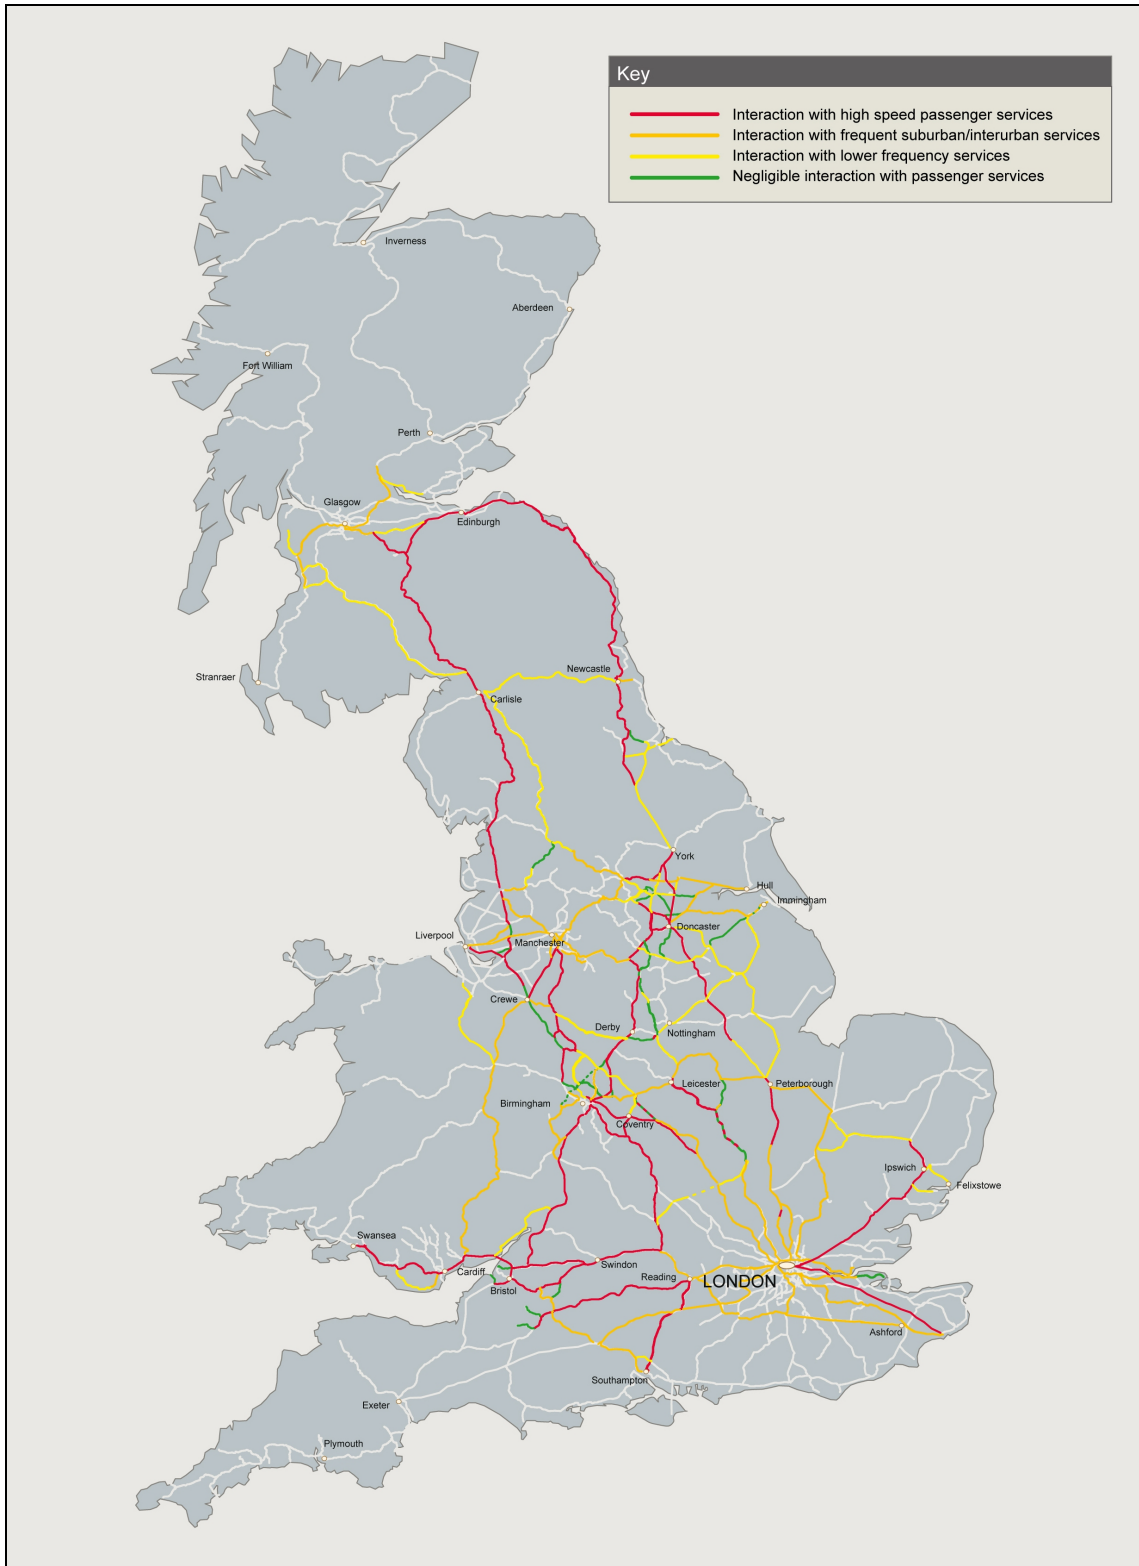 Key
Interaction with high speed passenger services
Interaction with frequent suburban/interurban services
Interaction with lower frequency services
Negligible interaction with passenger services
Inverness
Aberdeen
Fort William
Perth
Glasgow
Edinburgh
Newcastle
Stranraer
Carlisle
York
Hull
Immingham
Liverpool
Manchester
Doncaster
Crewe
Derby
Nottingham
Leicester
Peterborough
Birmingham
Coventry
Ipswich
Felixstowe
Swansea
Cardiff
Swindon
Reading
LONDON
Bristol
Ashford
Southampton
Exeter
Plymouth